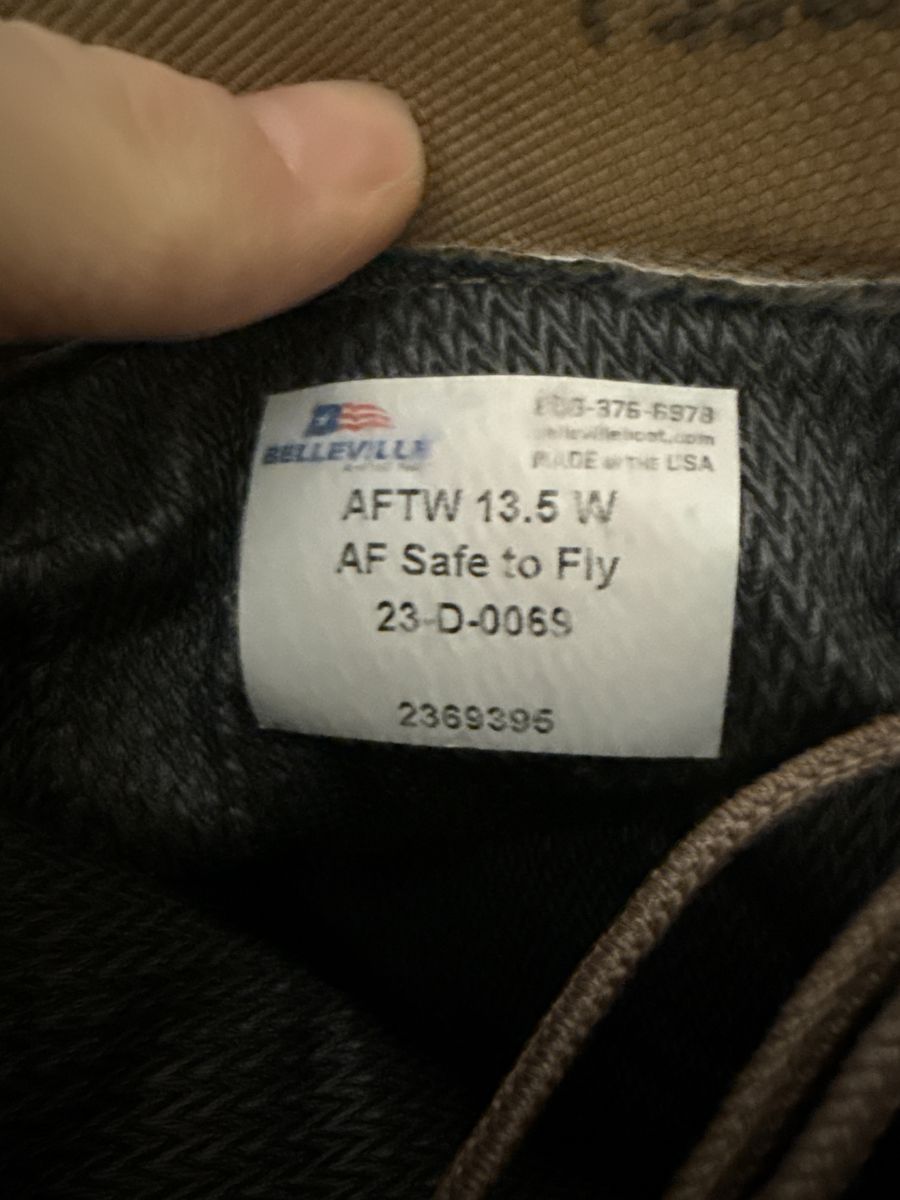 BELLEVILLE
MADE IN THE USA
AFTW 13.5 W
AF Safe to Fly
23-D-0069
2369395